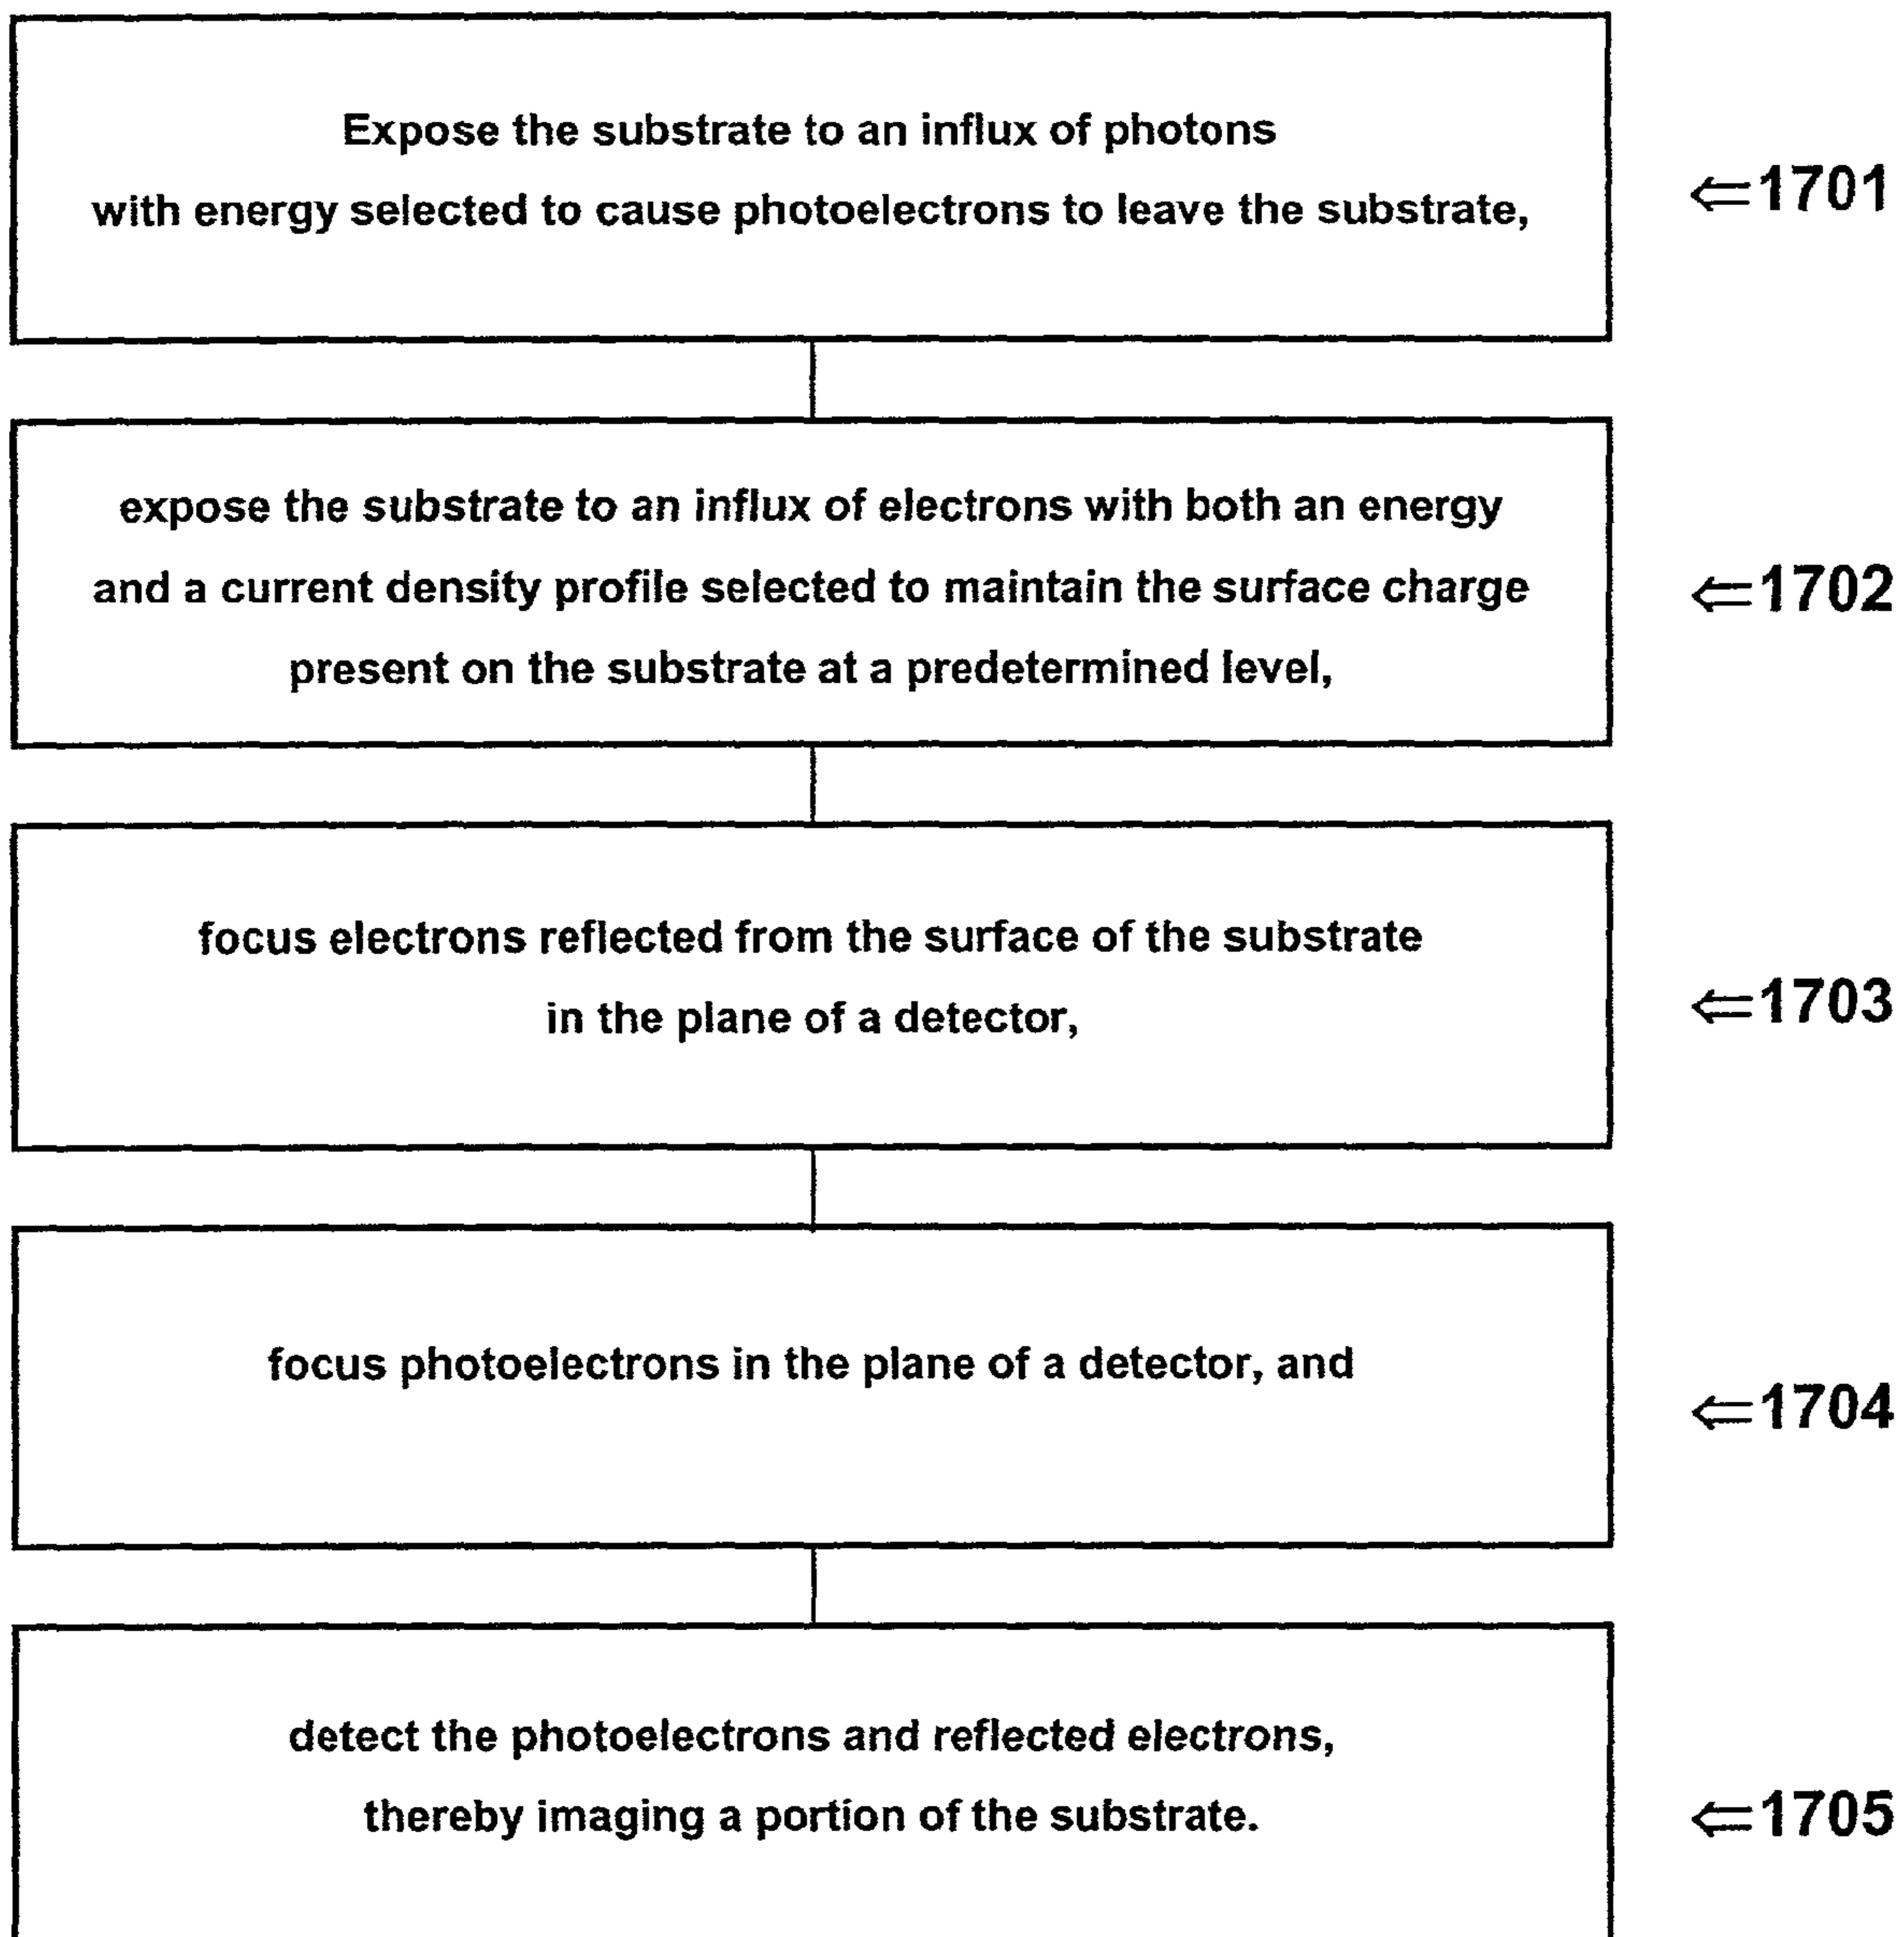 Expose the substrate to an influx of photons
with energy selected to cause photoelectrons to leave the substrate,
⇐1701
expose the substrate to an influx of electrons with both an energy
and a current density profile selected to maintain the surface charge
present on the substrate at a predetermined level,
⇐1702
focus electrons reflected from the surface of the substrate
in the plane of a detector,
⇐1703
focus photoelectrons in the plane of a detector, and
⇐1704
detect the photoelectrons and reflected electrons,
thereby imaging a portion of the substrate.
⇐1705